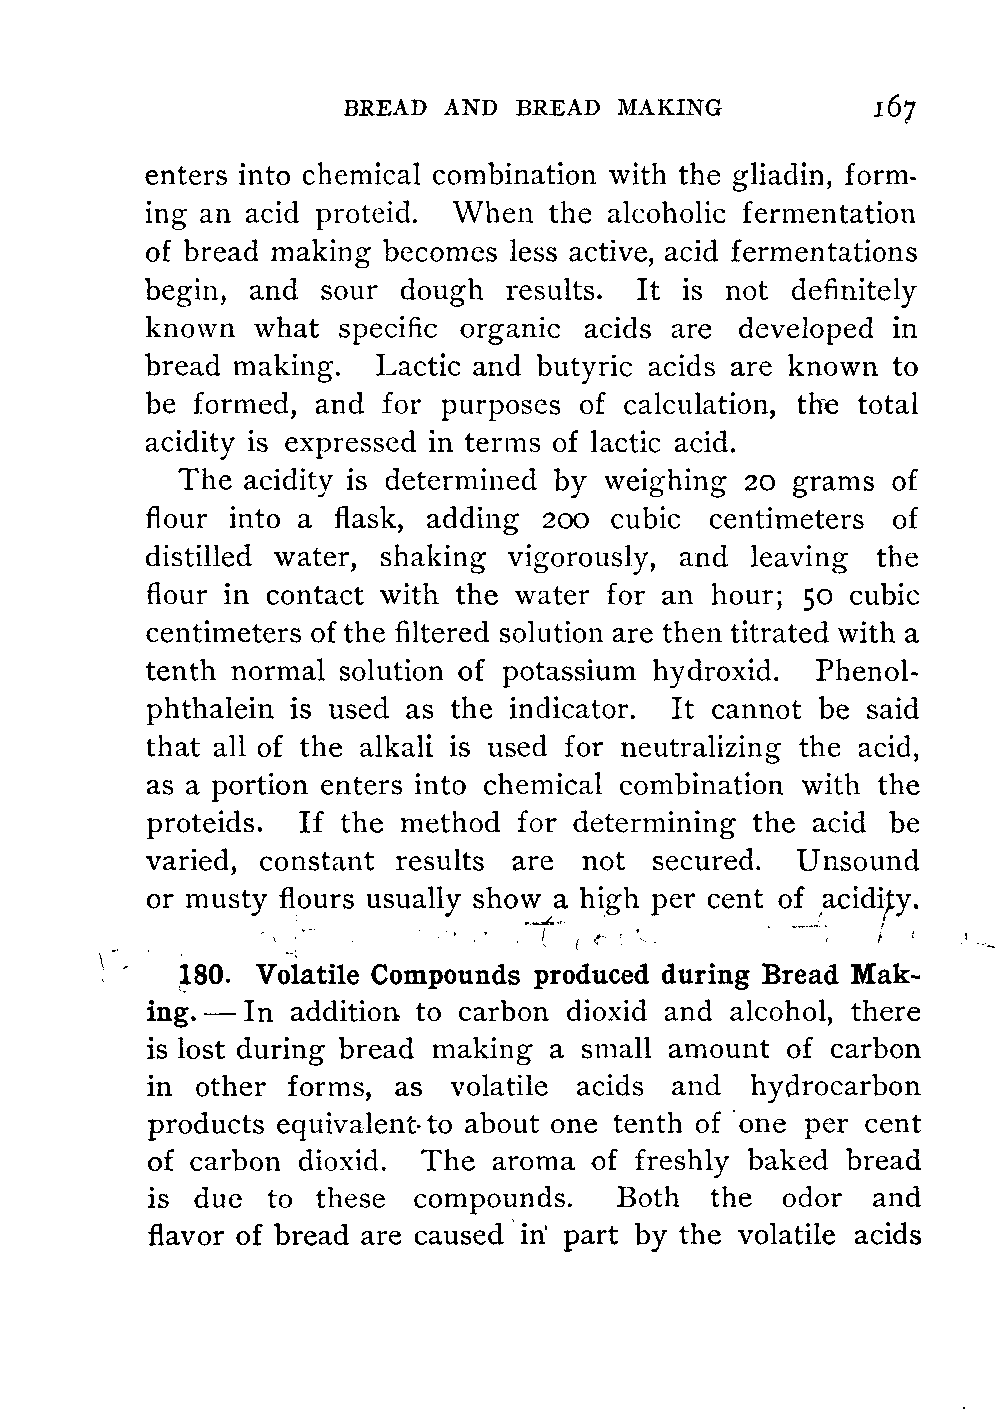 BREAD AND BREAD MAKING 167
enters into chemical combination with the gliadin, form-
ing an acid proteid. When the alcoholic fermentation
of bread making becomes less active, acid fermentations
begin, and sour dough results. It is not definitely
known what specific organic acids are developed in
bread making. Lactic and butyric acids are known to
be formed, and for purposes of calculation, the total
acidity is expressed in terms of lactic acid.
The acidity is determined by weighing 20 grams of
flour into a flask, adding 200 cubic centimeters of
distilled water, shaking vigorously, and leaving the
flour in contact with the water for an hour; 50 cubic
centimeters of the filtered solution are then titrated with a
tenth normal solution of potassium hydroxid. Phenol-
phthalein is used as the indicator. It cannot be said
that all of the alkali is used for neutralizing the acid,
as a portion enters into chemical combination with the
proteids. If the method for determining the acid be
varied, constant results are not secured. Unsound
or musty flours usually show a high per cent of acidity.
180. Volatile Compounds produced during Bread Mak-
ing. — In addition to carbon dioxid and alcohol, there
is lost during bread making a small amount of carbon
in other forms, as volatile acids and hydrocarbon
products equivalent to about one tenth of one per cent
of carbon dioxid. The aroma of freshly baked bread
is due to these compounds. Both the odor and
flavor of bread are caused in part by the volatile acids